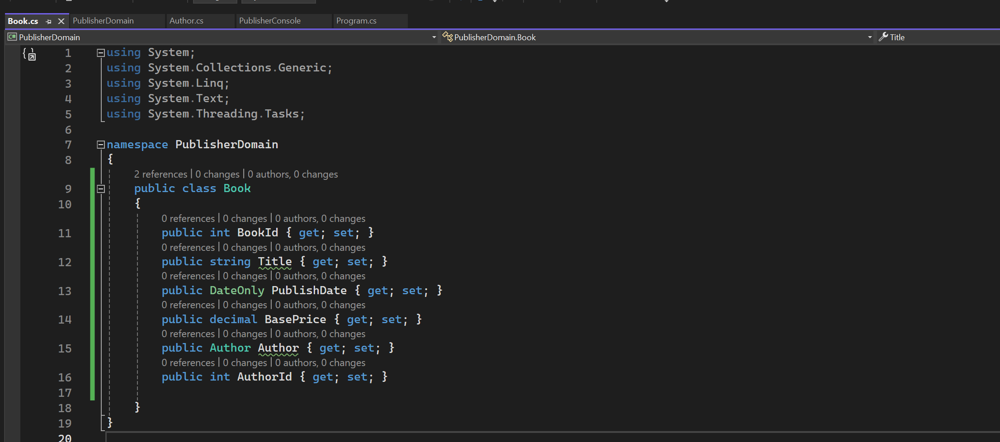 Book.cs PublisherDomain Author.cs PublisherConsole Program.cs
C# PublisherDomain PublisherDomain.Book Title
1 using System;
2 using System.Collections.Generic;
3 using System.Linq;
4 using System.Text;
5 using System.Threading.Tasks;
6
7 namespace PublisherDomain
8 {
2 references | 0 changes | 0 authors, 0 changes
9 public class Book
10 {
0 references | 0 changes | 0 authors, 0 changes
11 public int BookId { get; set; }
0 references | 0 changes | 0 authors, 0 changes
12 public string Title { get; set; }
0 references | 0 changes | 0 authors, 0 changes
13 public DateOnly PublishDate { get; set; }
0 references | 0 changes | 0 authors, 0 changes
14 public decimal BasePrice { get; set; }
0 references | 0 changes | 0 authors, 0 changes
15 public Author Author { get; set; }
0 references | 0 changes | 0 authors, 0 changes
16 public int AuthorId { get; set; }
17
18 }
19 }
20